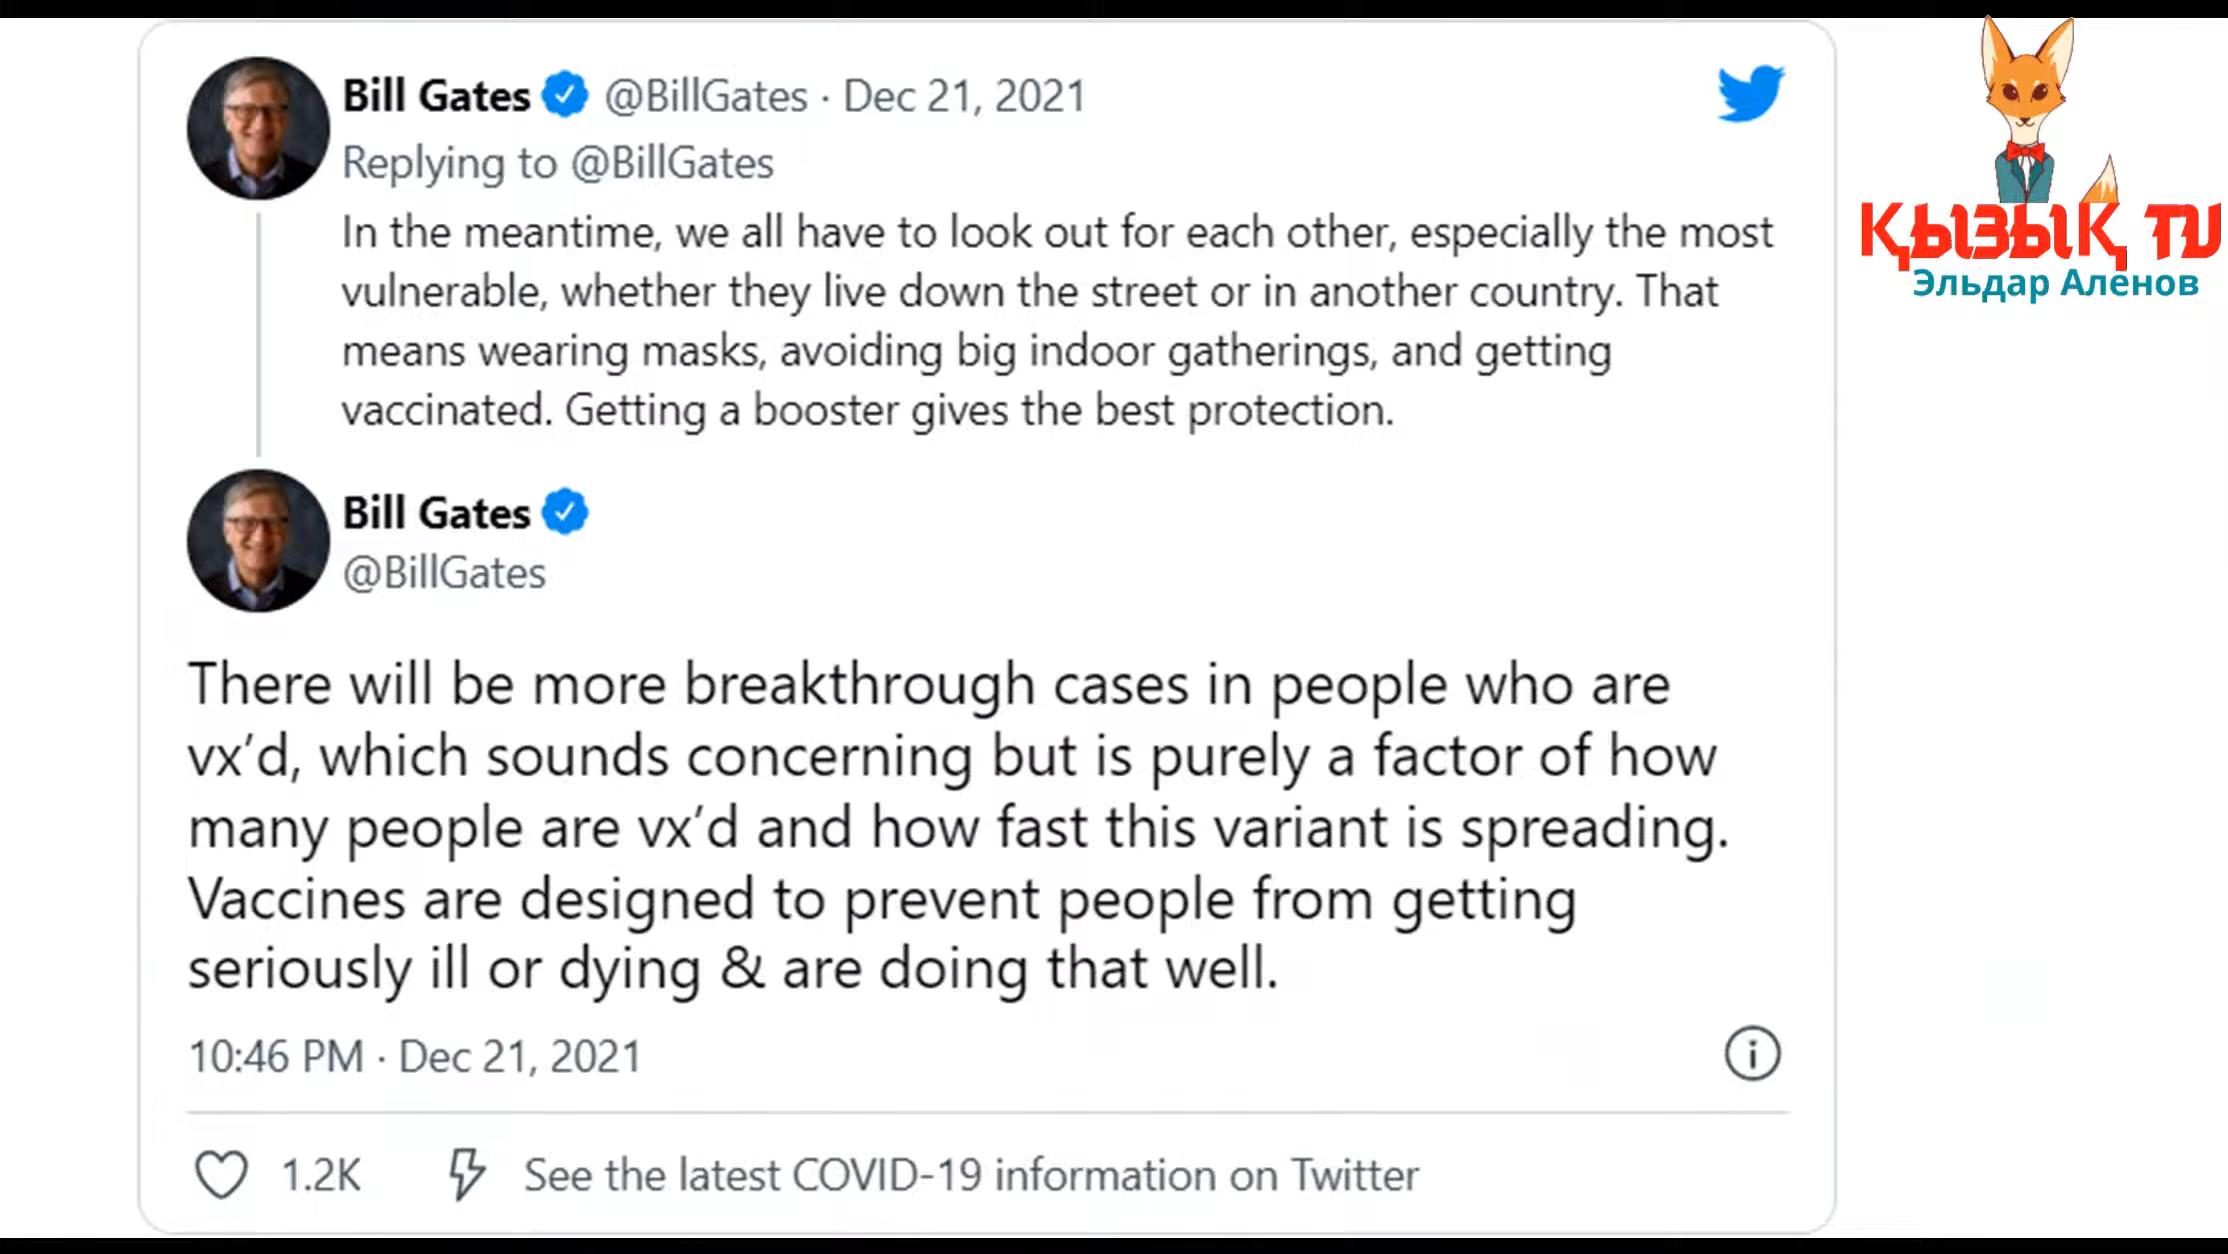 Bill Gates @BillGates · Dec 21, 2021
Replying to @BillGates
In the meantime, we all have to look out for each other, especially the most
vulnerable, whether they live down the street or in another country. That
means wearing masks, avoiding big indoor gatherings, and getting
vaccinated. Getting a booster gives the best protection.
Bill Gates
@BillGates
There will be more breakthrough cases in people who are
vx’d, which sounds concerning but is purely a factor of how
many people are vx’d and how fast this variant is spreading.
Vaccines are designed to prevent people from getting
seriously ill or dying & are doing that well.
10:46 PM · Dec 21, 2021
1.2K See the latest COVID-19 information on Twitter
ҚЫЗЫҚ TV
Эльдар Аленов